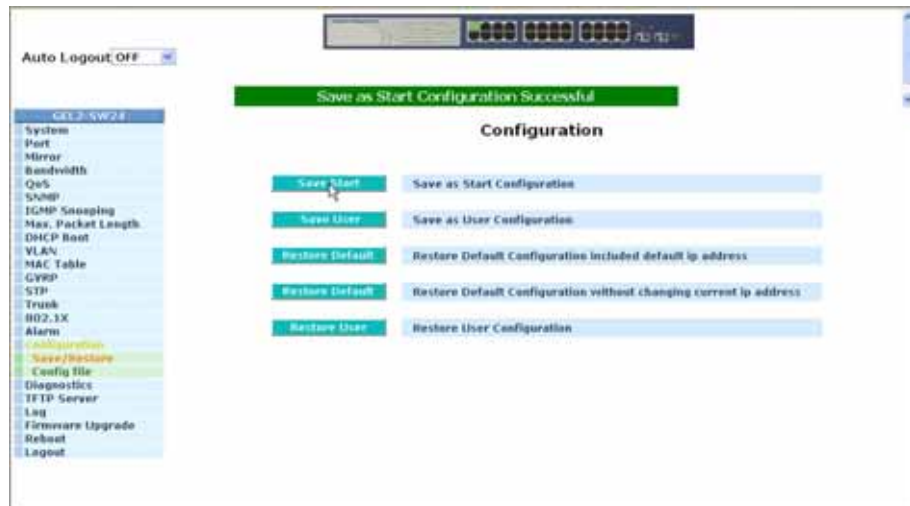 Auto Logout OFF
Save as Start Configuration Successful
GEL2-SW24
System
Port
Mirror
Bandwidth
QoS
SNMP
IGMP Snooping
Max. Packet Length
DHCP Boot
VLAN
MAC Table
GVRP
STP
Trunk
802.1X
Alarm
Configuration
Save/Restore
Config file
Diagnostics
TFTP Server
Log
Firmware Upgrade
Reboot
Logout
Configuration
Save Start Save as Start Configuration
Save User Save as User Configuration
Restore Default Restore Default Configuration included default ip address
Restore Default Restore Default Configuration without changing current ip address
Restore User Restore User Configuration